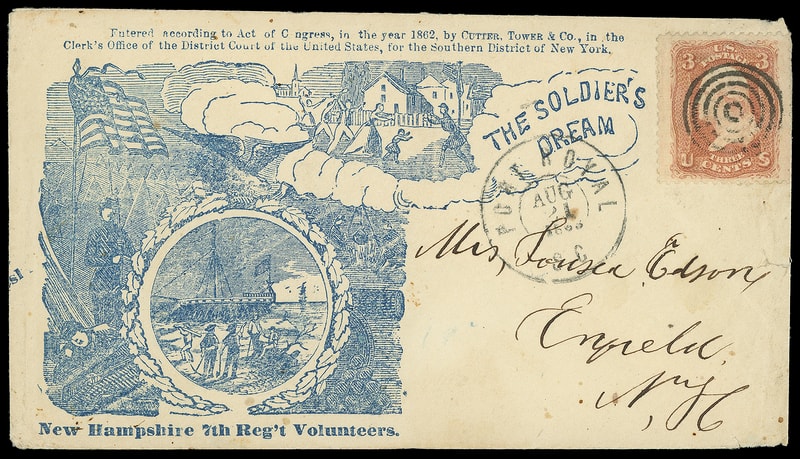 Entered according to Act of Congress, in the year 1862, by CUTTER, TOWER & CO., in the
Clerk's Office of the District Court of the United States, for the Southern District of New York.
THE SOLDIER'S
DREAM
3 U.S. 3
POSTAGE
U THREE S
CENTS
PORT ROYAL
AUG
S.C.
Mrs, Louisa Edson
Enfield,
N, H
New Hampshire 7th Reg't Volunteers.